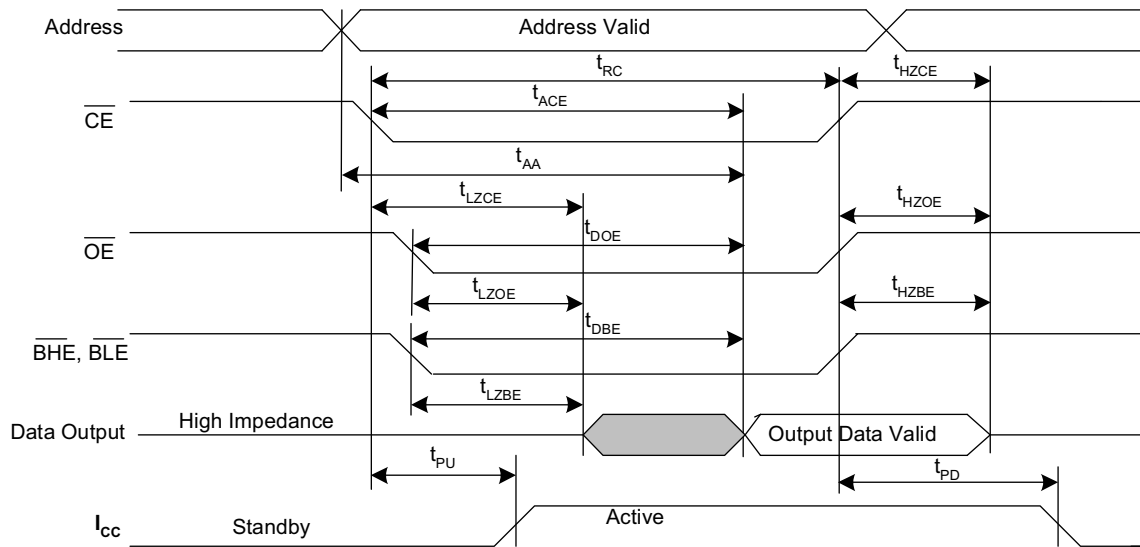 Address
Address Valid
tRC
tHZCE
tACE
CE
tAA
tLZCE
tHZOE
OE
tDOE
tLZOE
tHZBE
tDBE
BHE, BLE
tLZBE
High Impedance
Data Output
Output Data Valid
tPU
tPD
ICC
Standby
Active